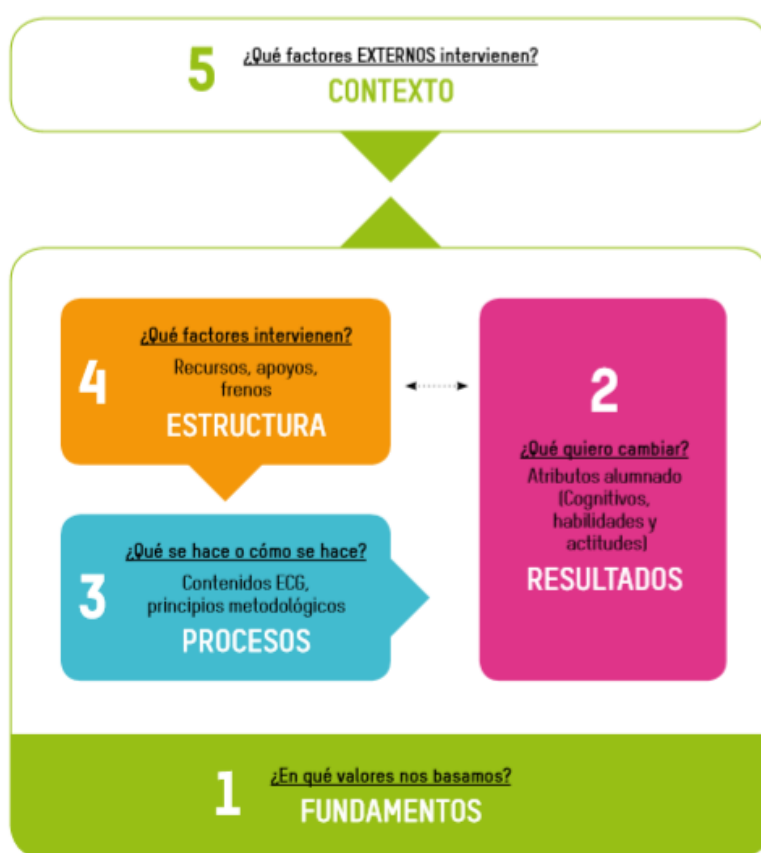 5
¿Qué factores EXTERNOS intervienen?
CONTEXTO
4
¿Qué factores intervienen?
Recursos, apoyos,
frenos
ESTRUCTURA
2
¿Qué quiero cambiar?
Atributos alumnado
(Cognitivos,
habilidades y
actitudes)
RESULTADOS
3
¿Qué se hace o cómo se hace?
Contenidos ECG,
principios metodológicos
PROCESOS
1
¿En qué valores nos basamos?
FUNDAMENTOS